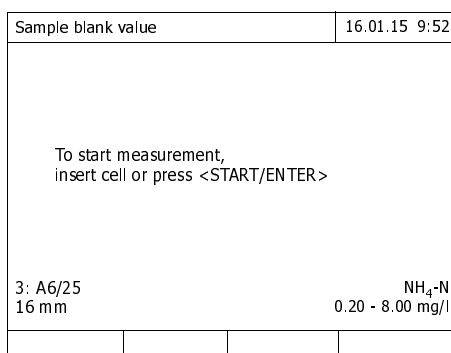 Sample blank value 16.01.15 9:52
To start measurement,
insert cell or press <START/ENTER>
3: A6/25 NH₄-N
16 mm 0.20 - 8.00 mg/l